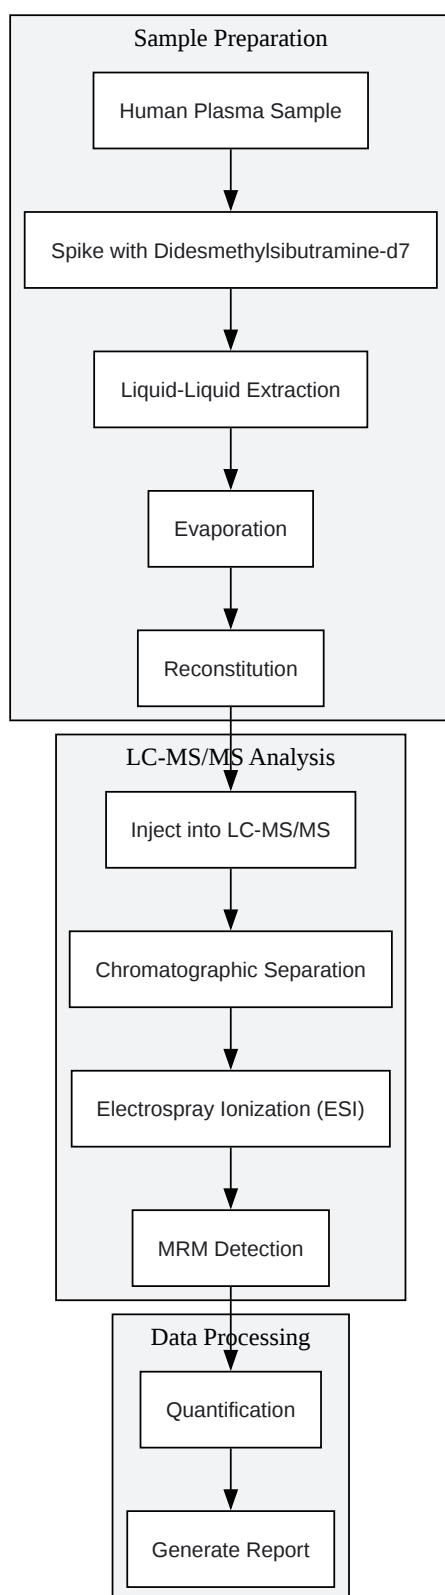 Sample Preparation
Human Plasma Sample
Spike with Didesmethylsibutramine-d7
Liquid-Liquid Extraction
Evaporation
Reconstitution
LC-MS/MS Analysis
Inject into LC-MS/MS
Chromatographic Separation
Electrospray Ionization (ESI)
MRM Detection
Data Processing
Quantification
Generate Report